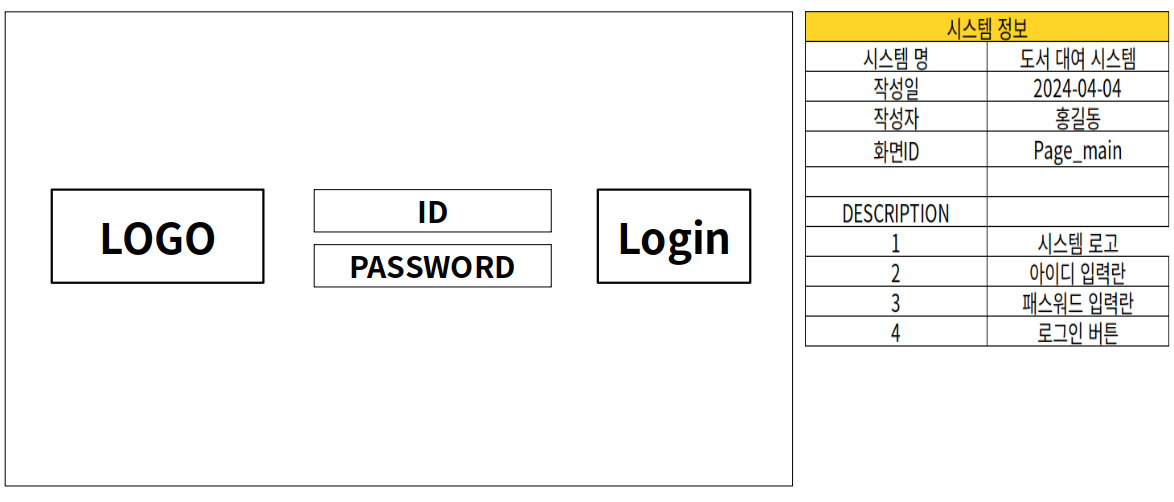 LOGO
ID
PASSWORD
Login
시스템 정보
시스템 명 도서 대여 시스템
작성일 2024-04-04
작성자 홍길동
화면ID Page_main
DESCRIPTION
1 시스템 로고
2 아이디 입력란
3 패스워드 입력란
4 로그인 버튼